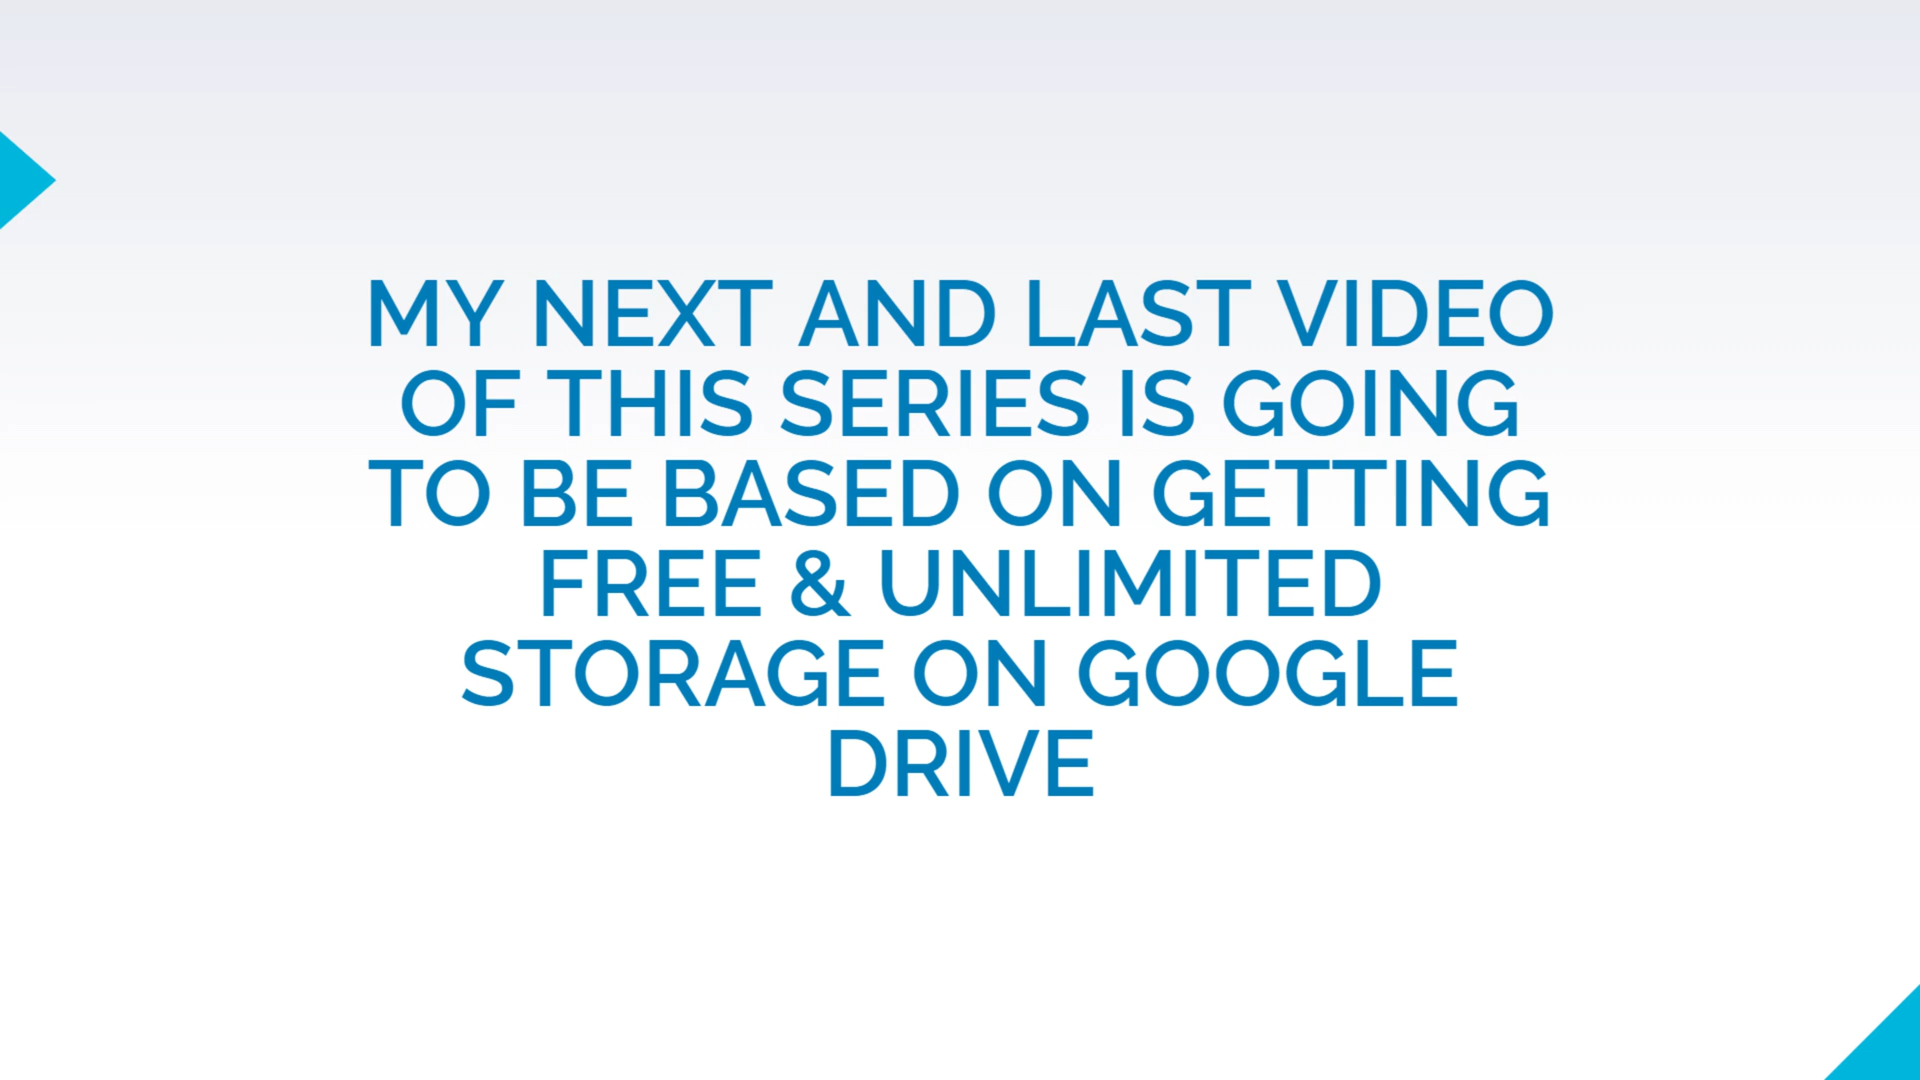 MY NEXT AND LAST VIDEO
OF THIS SERIES IS GOING
TO BE BASED ON GETTING
FREE & UNLIMITED
STORAGE ON GOOGLE
DRIVE